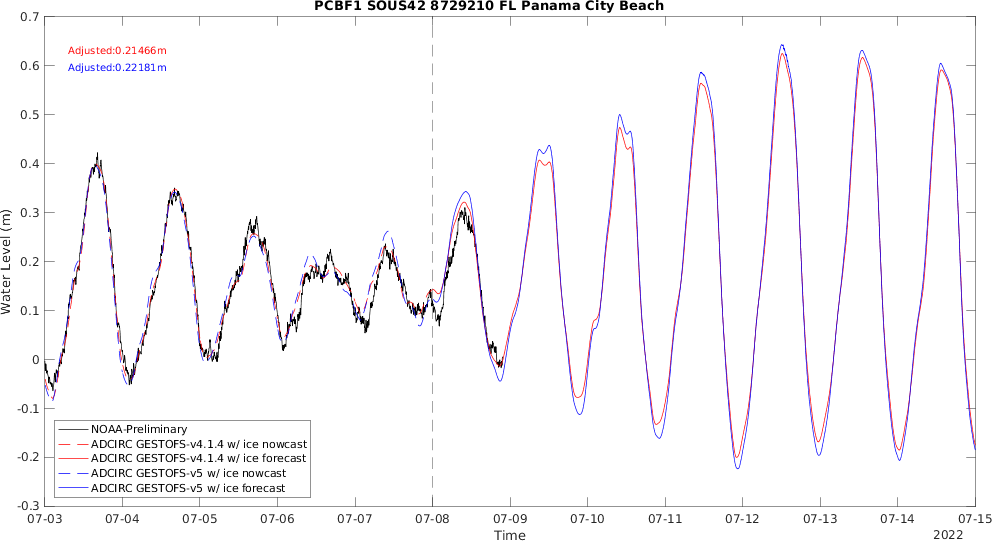 PCBF1 SOUS42 8729210 FL Panama City Beach
Adjusted:0.21466m
Adjusted:0.22181m
Water Level (m)
0.7
0.6
0.5
0.4
0.3
0.2
0.1
0
-0.1
-0.2
-0.3
NOAA-Preliminary
ADCIRC GESTOFS-v4.1.4 w/ ice nowcast
ADCIRC GESTOFS-v4.1.4 w/ ice forecast
ADCIRC GESTOFS-v5 w/ ice nowcast
ADCIRC GESTOFS-v5 w/ ice forecast
07-03 07-04 07-05 07-06 07-07 07-08 07-09 07-10 07-11 07-12 07-13 07-14 07-15
Time
2022